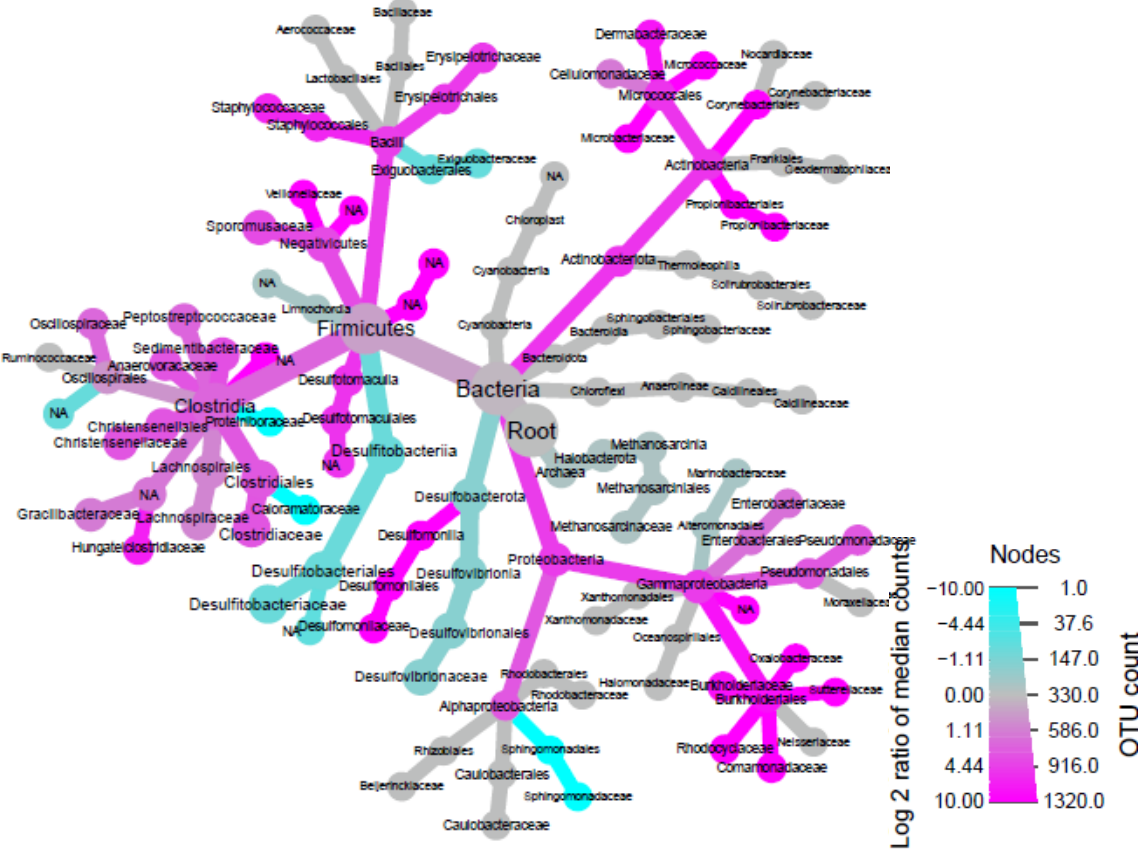 Bacillaceae
Aerococcaceae
Dermabacteraceae
Erysipelotrichaceae
Nocardiaceae
Bacillales
Micrococcaceae
Lactobacillales
Cellulomonadaceae
Erysipelotrichales
Micrococcales
Corynebacteriaceae
Staphylococcaceae
Corynebacteriales
Staphylococcales
Microbacteriaceae
Bacilli
Exiguobacteraceae
Frankiales
Actinobacteria
Exiguobacterales
NA
Veillonellaceae
NA
Propionibacteriales
Chloroplast
Sporomusaceae
Propionibacteriaceae
Negativicutes
Actinobacteriota
NA
Thermoleophilia
Cyanobacteriia
NA
Solirubrobacterales
NA
Solirubrobacteraceae
Limnochordia
Peptostreptococcaceae
Sphingobacteriales
Oscillospiraceae
Cyanobacteria
Firmicutes
Bacteroidia
Sphingobacteriaceae
Sedimentibacteraceae
Ruminococcaceae
NA
Bacteroidota
Anaerovoracaceae
Oscillospirales
Desulfotomaculia
Bacteria
Chloroflexi
Anaerolineae
Caldilineales
Caldilineaceae
Clostridia
NA
Proteiniboraceae
Desulfotomaculales
Christensenellales
Root
Christensenellaceae
Methanosarcinia
Desulfitobacteriia
Halobacterota
NA
Lachnospirales
Archaea
Marinobacteraceae
Clostridiales
Methanosarciniales
NA
Desulfobacterota
Enterobacteriaceae
Caloramatoraceae
Gracilibacteraceae
Lachnospiraceae
Methanosarcinaceae
Alteromonadales
Clostridiaceae
Desulfomonilia
Enterobacterales
Pseudomonadaceae
Hungateiclostridiaceae
Proteobacteria
Desulfitobacteriales
Desulfovibrionia
Pseudomonadales
Desulfomonilales
Gammaproteobacteria
Xanthomonadales
Desulfitobacteriaceae
NA
Xanthomonadaceae
NA
Desulfomonilaceae
Desulfovibrionales
Oceanospirillales
Oxalobacteraceae
Desulfovibrionaceae
Rhodobacterales
Halomonadaceae
Burkholderiaceae
Sutterellaceae
Rhodobacteraceae
Burkholderiales
Alphaproteobacteria
Rhizobiales
Sphingomonadales
Rhodocyclaceae
Neisseriaceae
Caulobacterales
Comamonadaceae
Beijerinckiaceae
Sphingomonadaceae
Caulobacteraceae
Nodes
−10.00 1.0
−4.44 37.6
−1.11 147.0
0.00 330.0
1.11 586.0
4.44 916.0
10.00 1320.0
Log 2 ratio of median counts
OTU count